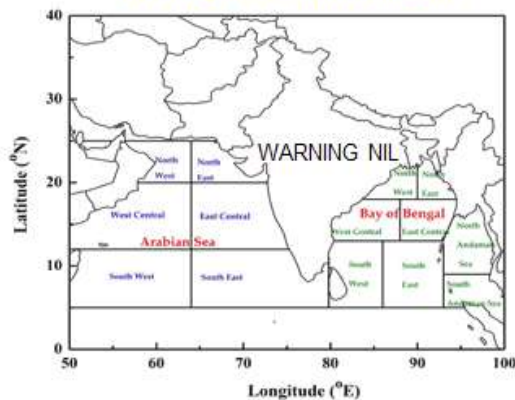 40
30
20
10
0
Latitude (°N)
WARNING NIL
North West
North East
West Central
East Central
Arabian Sea
South West
South East
North West
North East
Bay of Bengal
West Central
East Central
South West
South East
North Andaman Sea
South Andaman Sea
50 60 70 80 90 100
Longitude (°E)